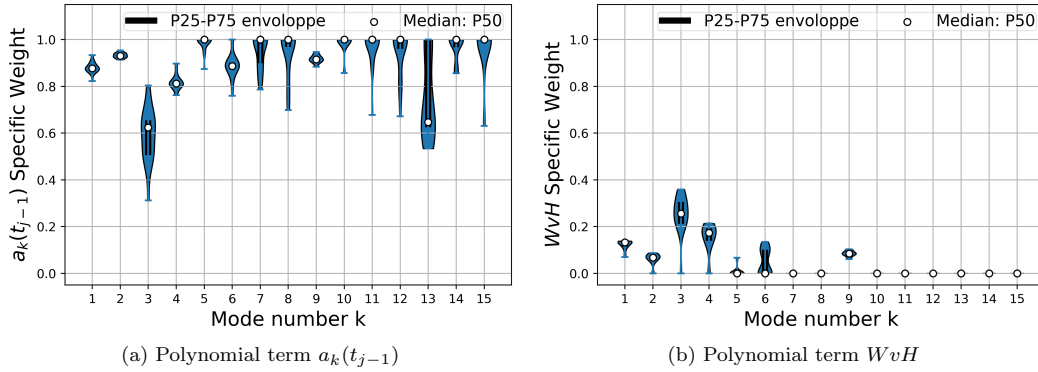 P25-P75 enveloppe Median: P50
1.0
0.8
0.6
0.4
0.2
0.0
a_k(t_{j−1}) Specific Weight
1 2 3 4 5 6 7 8 9 10 11 12 13 14 15
Mode number k
(a) Polynomial term a_k(t_{j−1})
P25-P75 enveloppe Median: P50
1.0
0.8
0.6
0.4
0.2
0.0
WvH Specific Weight
1 2 3 4 5 6 7 8 9 10 11 12 13 14 15
Mode number k
(b) Polynomial term WvH